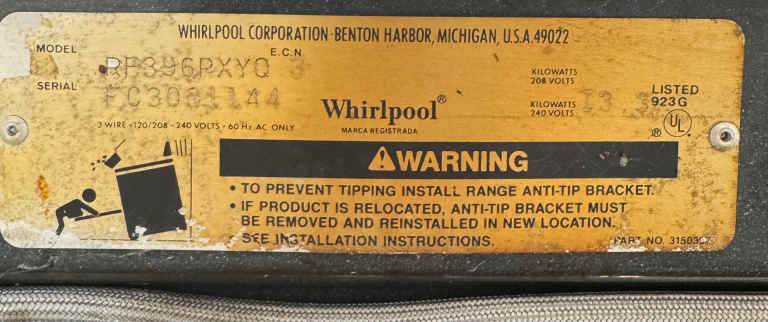 WHIRLPOOL CORPORATION-BENTON HARBOR, MICHIGAN, U.S.A. 49022
MODEL RF396PXYQ 3 E.C.N.
SERIAL FC3081144
KILOWATTS
208 VOLTS
KILOWATTS
240 VOLTS
LISTED
923G
UL ®
Whirlpool®
MARCA REGISTRADA
3 WIRE - 120/208 - 240 VOLTS - 60 Hz. AC ONLY
WARNING
• TO PREVENT TIPPING INSTALL RANGE ANTI-TIP BRACKET.
• IF PRODUCT IS RELOCATED, ANTI-TIP BRACKET MUST
BE REMOVED AND REINSTALLED IN NEW LOCATION.
SEE INSTALLATION INSTRUCTIONS.
PART NO.